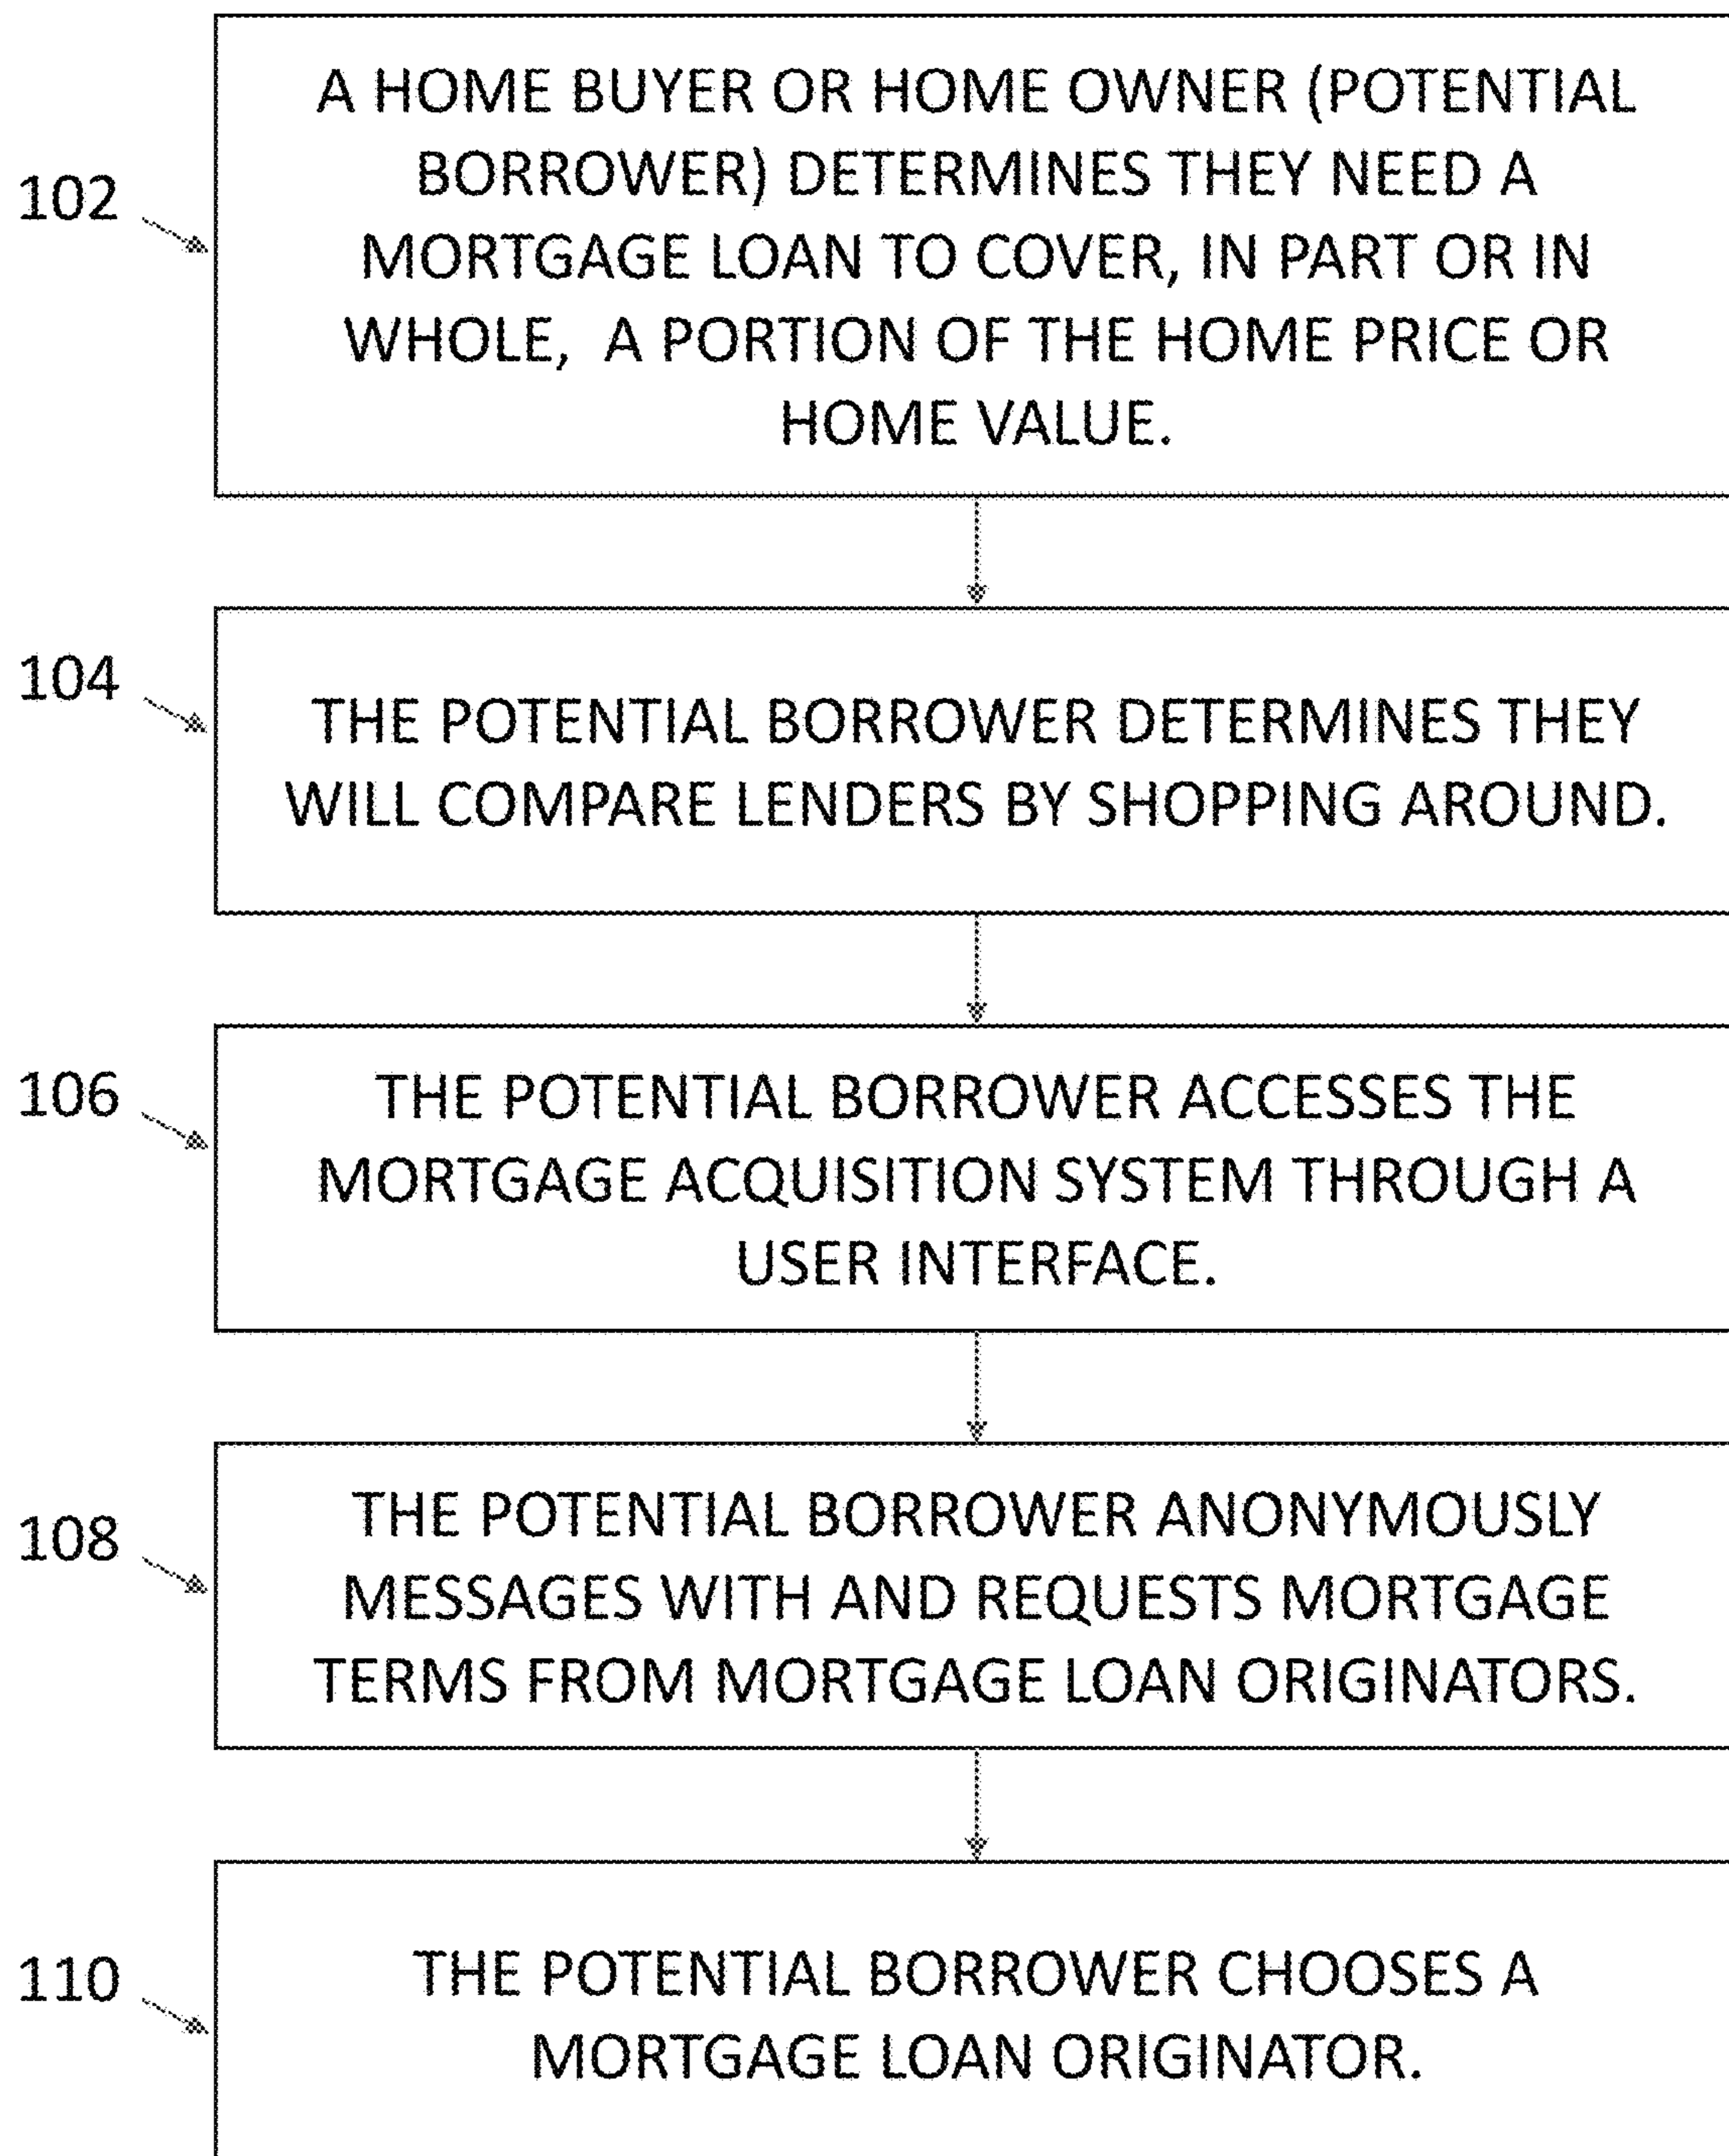 102
A HOME BUYER OR HOME OWNER (POTENTIAL
BORROWER) DETERMINES THEY NEED A
MORTGAGE LOAN TO COVER, IN PART OR IN
WHOLE, A PORTION OF THE HOME PRICE OR
HOME VALUE.
104
THE POTENTIAL BORROWER DETERMINES THEY
WILL COMPARE LENDERS BY SHOPPING AROUND.
106
THE POTENTIAL BORROWER ACCESSES THE
MORTGAGE ACQUISITION SYSTEM THROUGH A
USER INTERFACE.
108
THE POTENTIAL BORROWER ANONYMOUSLY
MESSAGES WITH AND REQUESTS MORTGAGE
TERMS FROM MORTGAGE LOAN ORIGINATORS.
110
THE POTENTIAL BORROWER CHOOSES A
MORTGAGE LOAN ORIGINATOR.